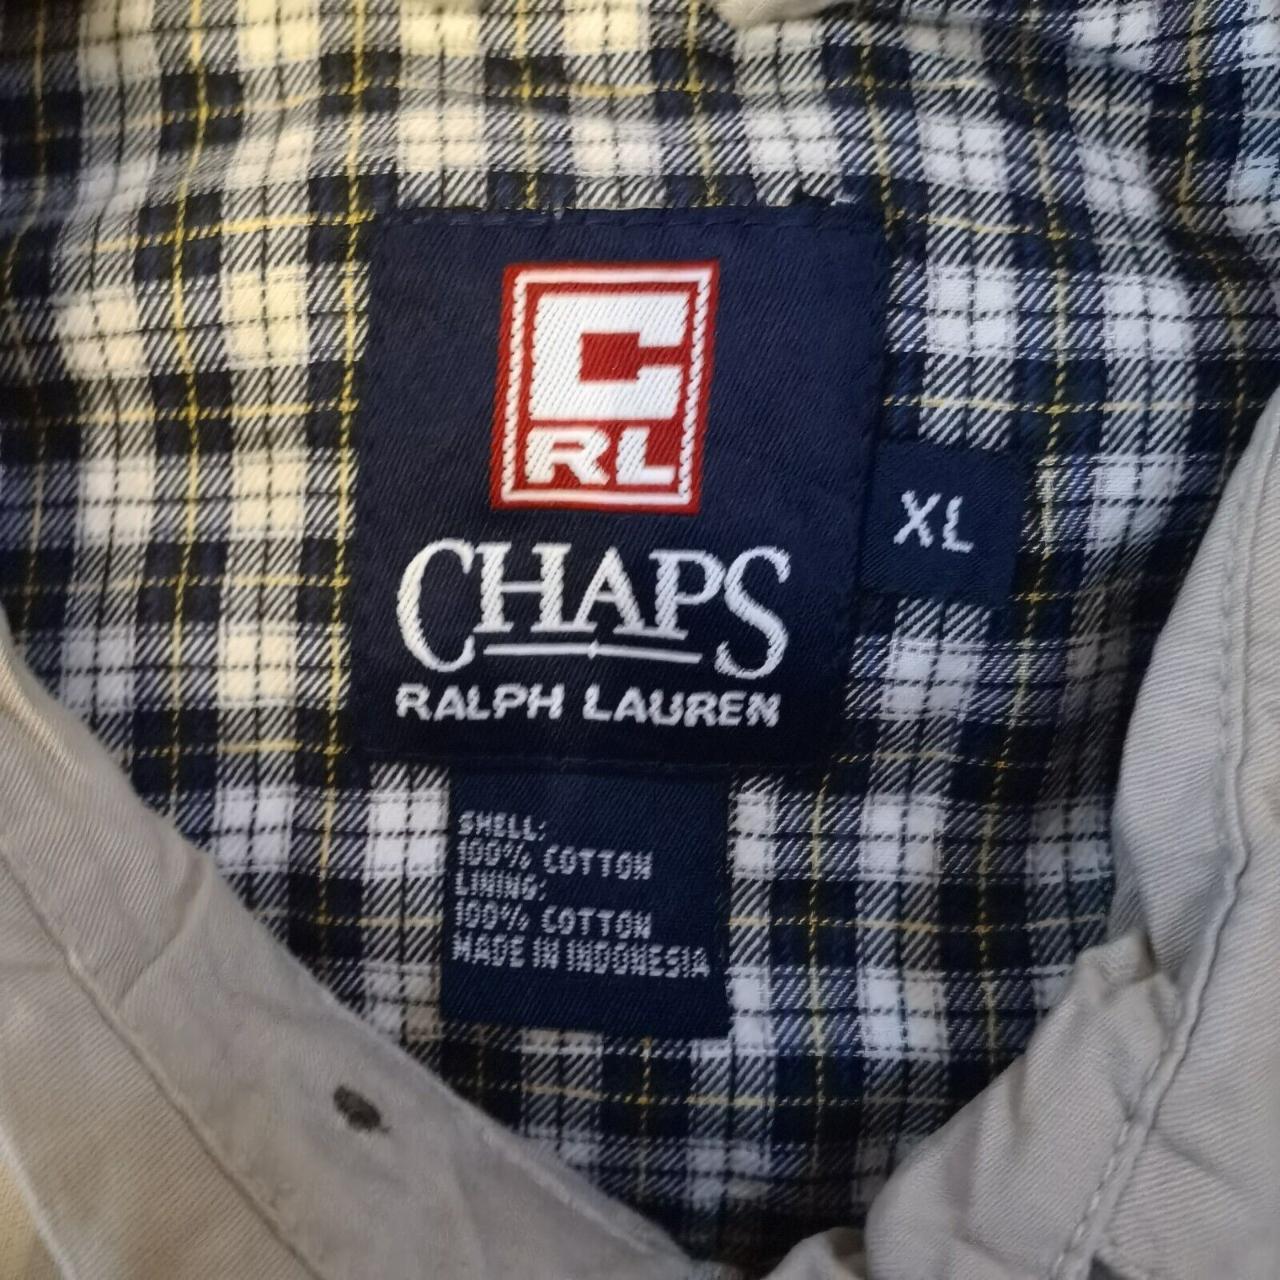 C
RL
CHAPS
RALPH LAUREN
XL
SHELL:
100% COTTON
LINING:
100% COTTON
MADE IN INDONESIA